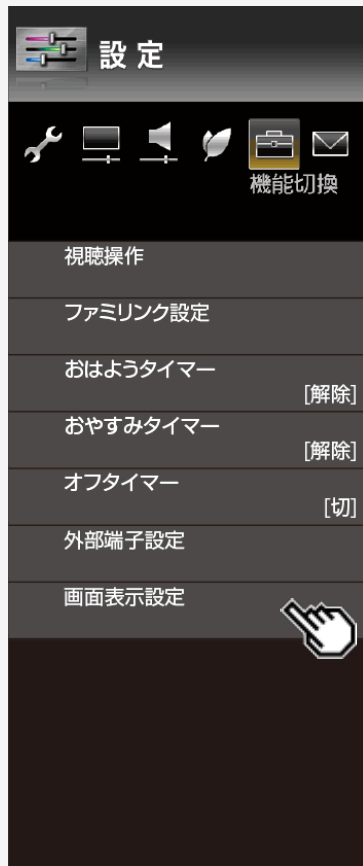 設定
機能切換
視聴操作
ファミリンク設定
おはようタイマー
[解除]
おやすみタイマー
[解除]
オフタイマー
[切]
外部端子設定
画面表示設定